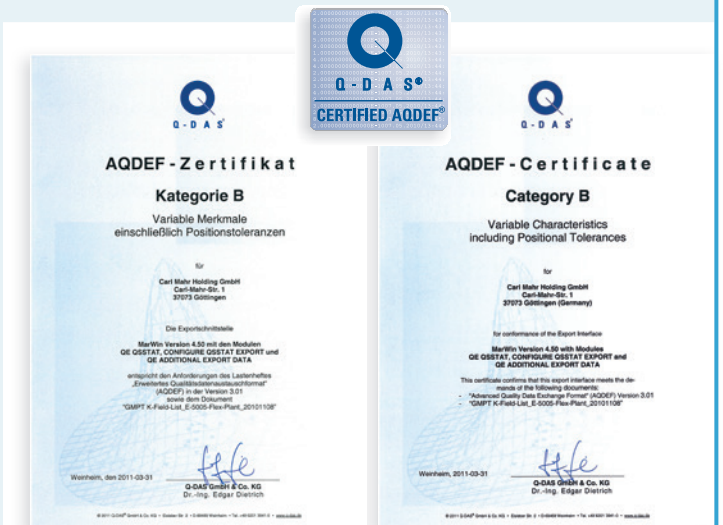 Q-DAS®
CERTIFIED AQDEF®
Q-DAS
AQDEF-Zertifikat
Kategorie B
Variable Merkmale
einschließlich Positionstoleranzen
für
Carl Mahr Holding GmbH
Carl-Mahr-Str. 1
37073 Göttingen
Die Exportschnittstelle
MarWin Version 4.50 mit den Modulen
QE QSSTAT, CONFIGURE QSSTAT EXPORT und
QE ADDITIONAL EXPORT DATA
entspricht den Anforderungen des Lastenheftes
„Erweitertes Qualitätsdatenaustauschformat"
(AQDEF) in der Version 3.01
sowie dem Dokument
"GMPT K-Field-List_E-5005-Flex-Plant_20101108"
Weinheim, den 2011-03-31
Q-DAS GmbH & Co. KG
Dr.-Ing. Edgar Dietrich
Q-DAS
AQDEF-Certificate
Category B
Variable Characteristics
including Positional Tolerances
for
Carl Mahr Holding GmbH
Carl-Mahr-Str. 1
37073 Göttingen (Germany)
for conformance of the Export Interface
MarWin Version 4.50 with Modules
QE QSSTAT, CONFIGURE QSSTAT EXPORT and
QE ADDITIONAL EXPORT DATA
This certificate confirms that this export interface meets the de-
mands of the following documents:
- "Advanced Quality Data Exchange Format" (AQDEF) Version 3.01
- "GMPT K-Field-List_E-5005-Flex-Plant_20101108"
Weinheim, 2011-03-31
Q-DAS GmbH & Co. KG
Dr.-Ing. Edgar Dietrich